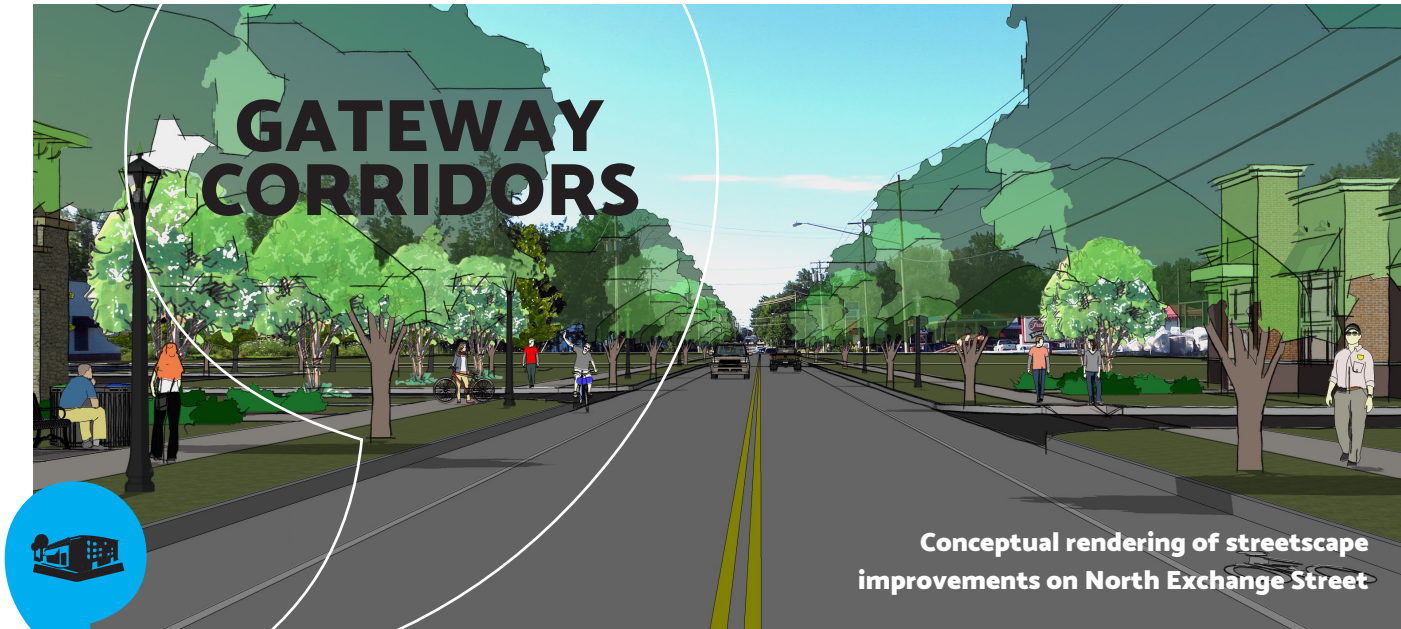 GATEWAY
CORRIDORS
Conceptual rendering of streetscape
improvements on North Exchange Street